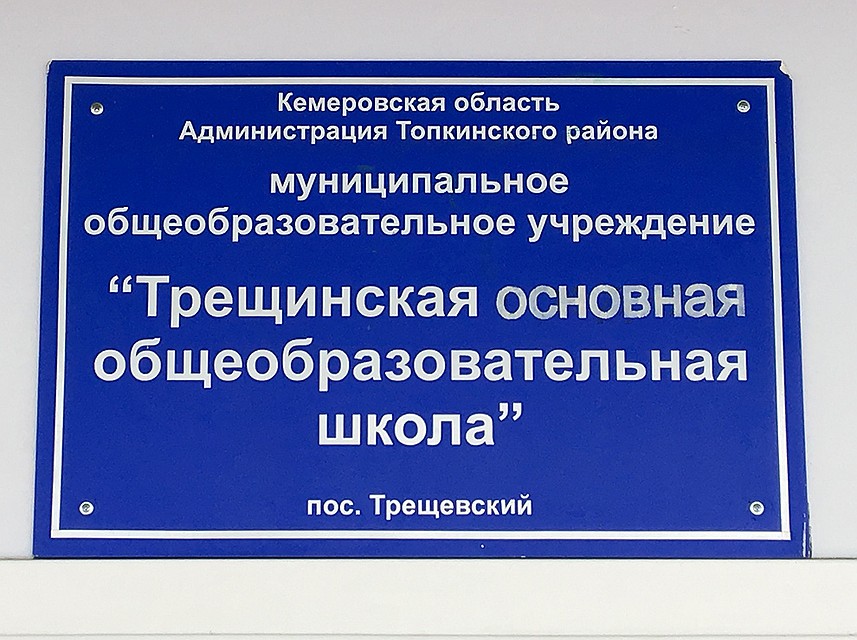 Кемеровская область
Администрация Топкинского района
муниципальное
общеобразовательное учреждение
“Трещинская основная
общеобразовательная
школа”
пос. Трещевский